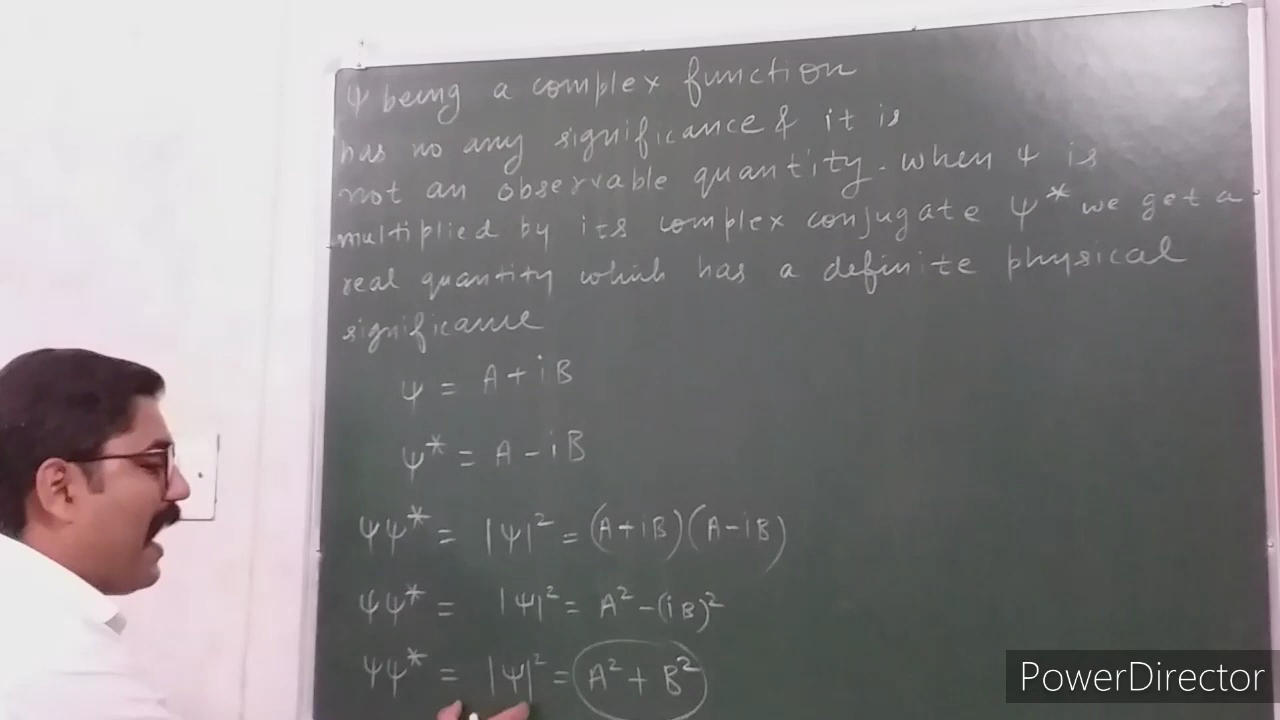 ψ being a complex function
has no any significance & it is
not an observable quantity. when ψ is
multiplied by its complex conjugate ψ* we get a
real quantity which has a definite physical
significance
ψ = A + iB
ψ* = A - iB
ψψ* = |ψ|² = (A+iB)(A-iB)
ψψ* = |ψ|² = A² - (iB)²
ψψ* = |ψ|² = A² + B²
PowerDirector